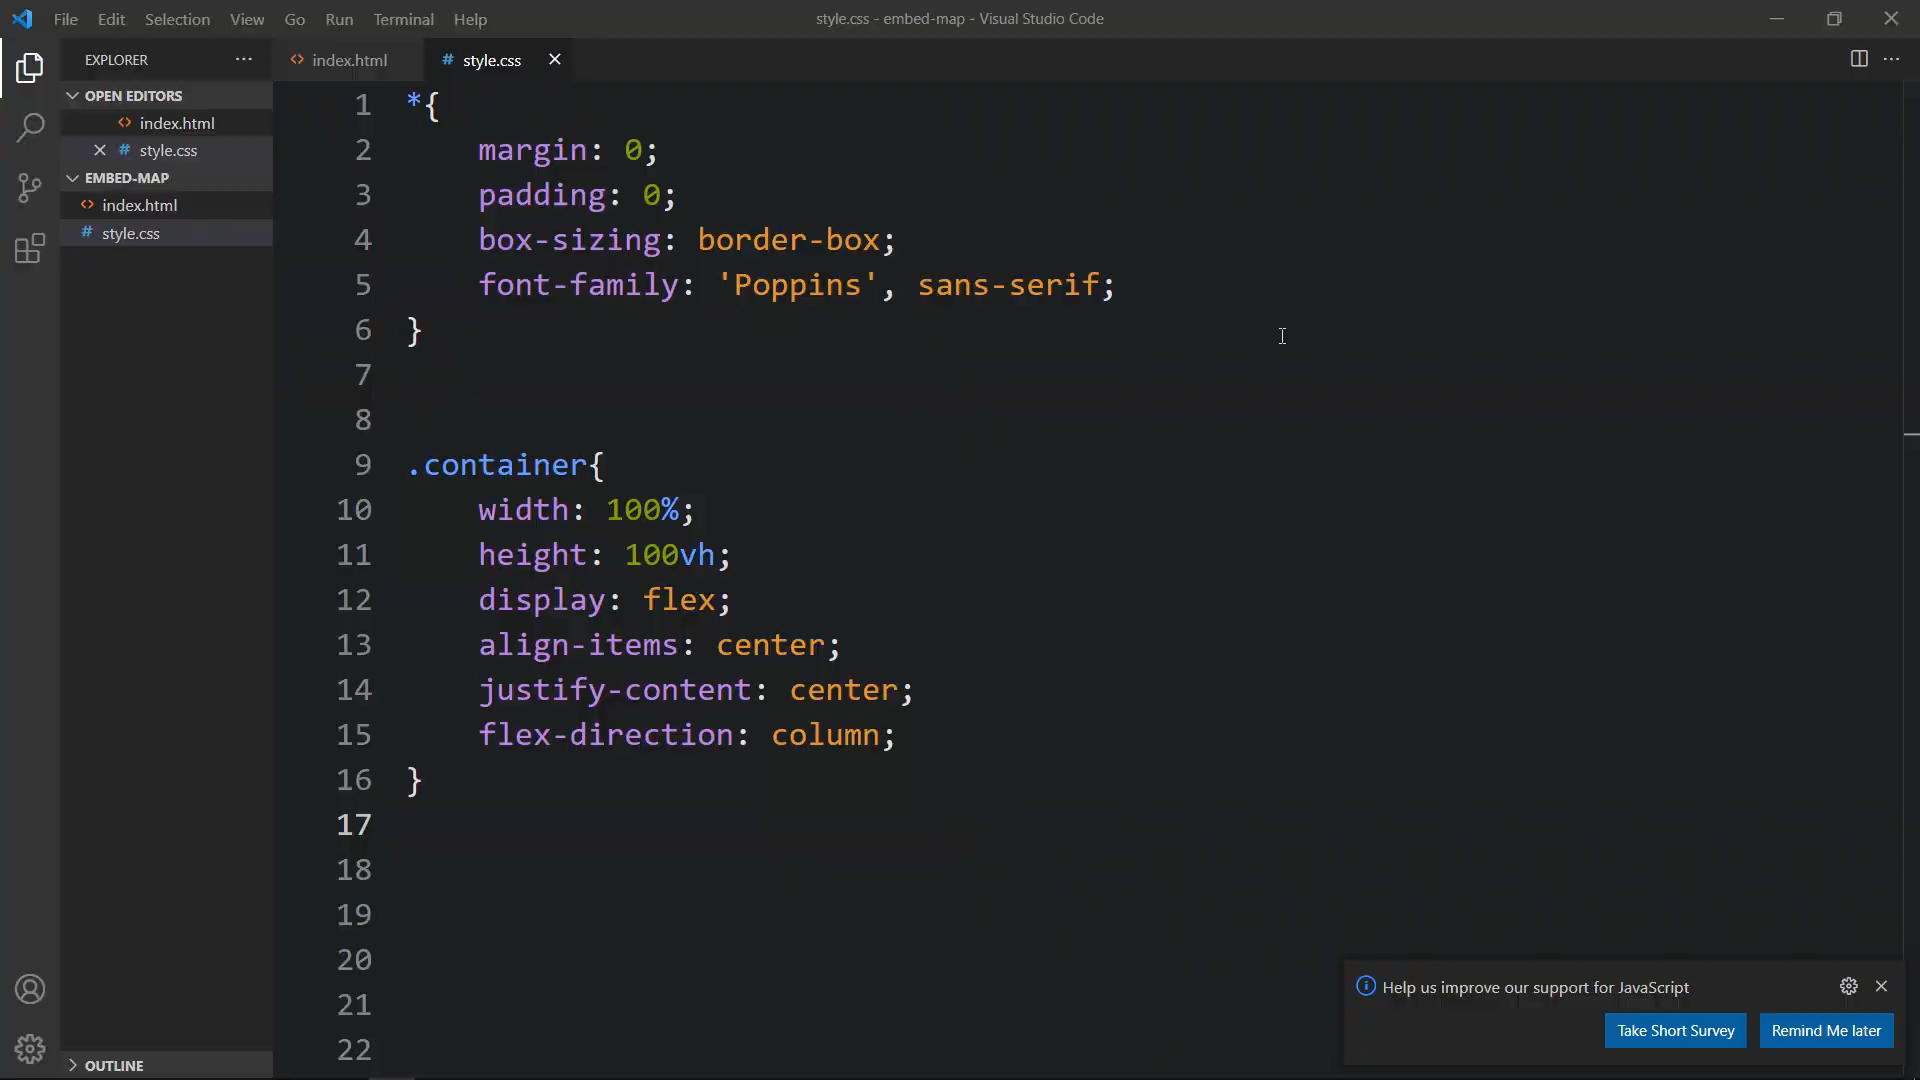 File Edit Selection View Go Run Terminal Help
style.css - embed-map - Visual Studio Code
EXPLORER
index.html
# style.css
OPEN EDITORS
index.html
# style.css
EMBED-MAP
index.html
# style.css
OUTLINE
1 *{
2 margin: 0;
3 padding: 0;
4 box-sizing: border-box;
5 font-family: 'Poppins', sans-serif;
6 }
7
8
9 .container{
10 width: 100%;
11 height: 100vh;
12 display: flex;
13 align-items: center;
14 justify-content: center;
15 flex-direction: column;
16 }
17
18
19
20
21
22
Help us improve our support for JavaScript
Take Short Survey
Remind Me later